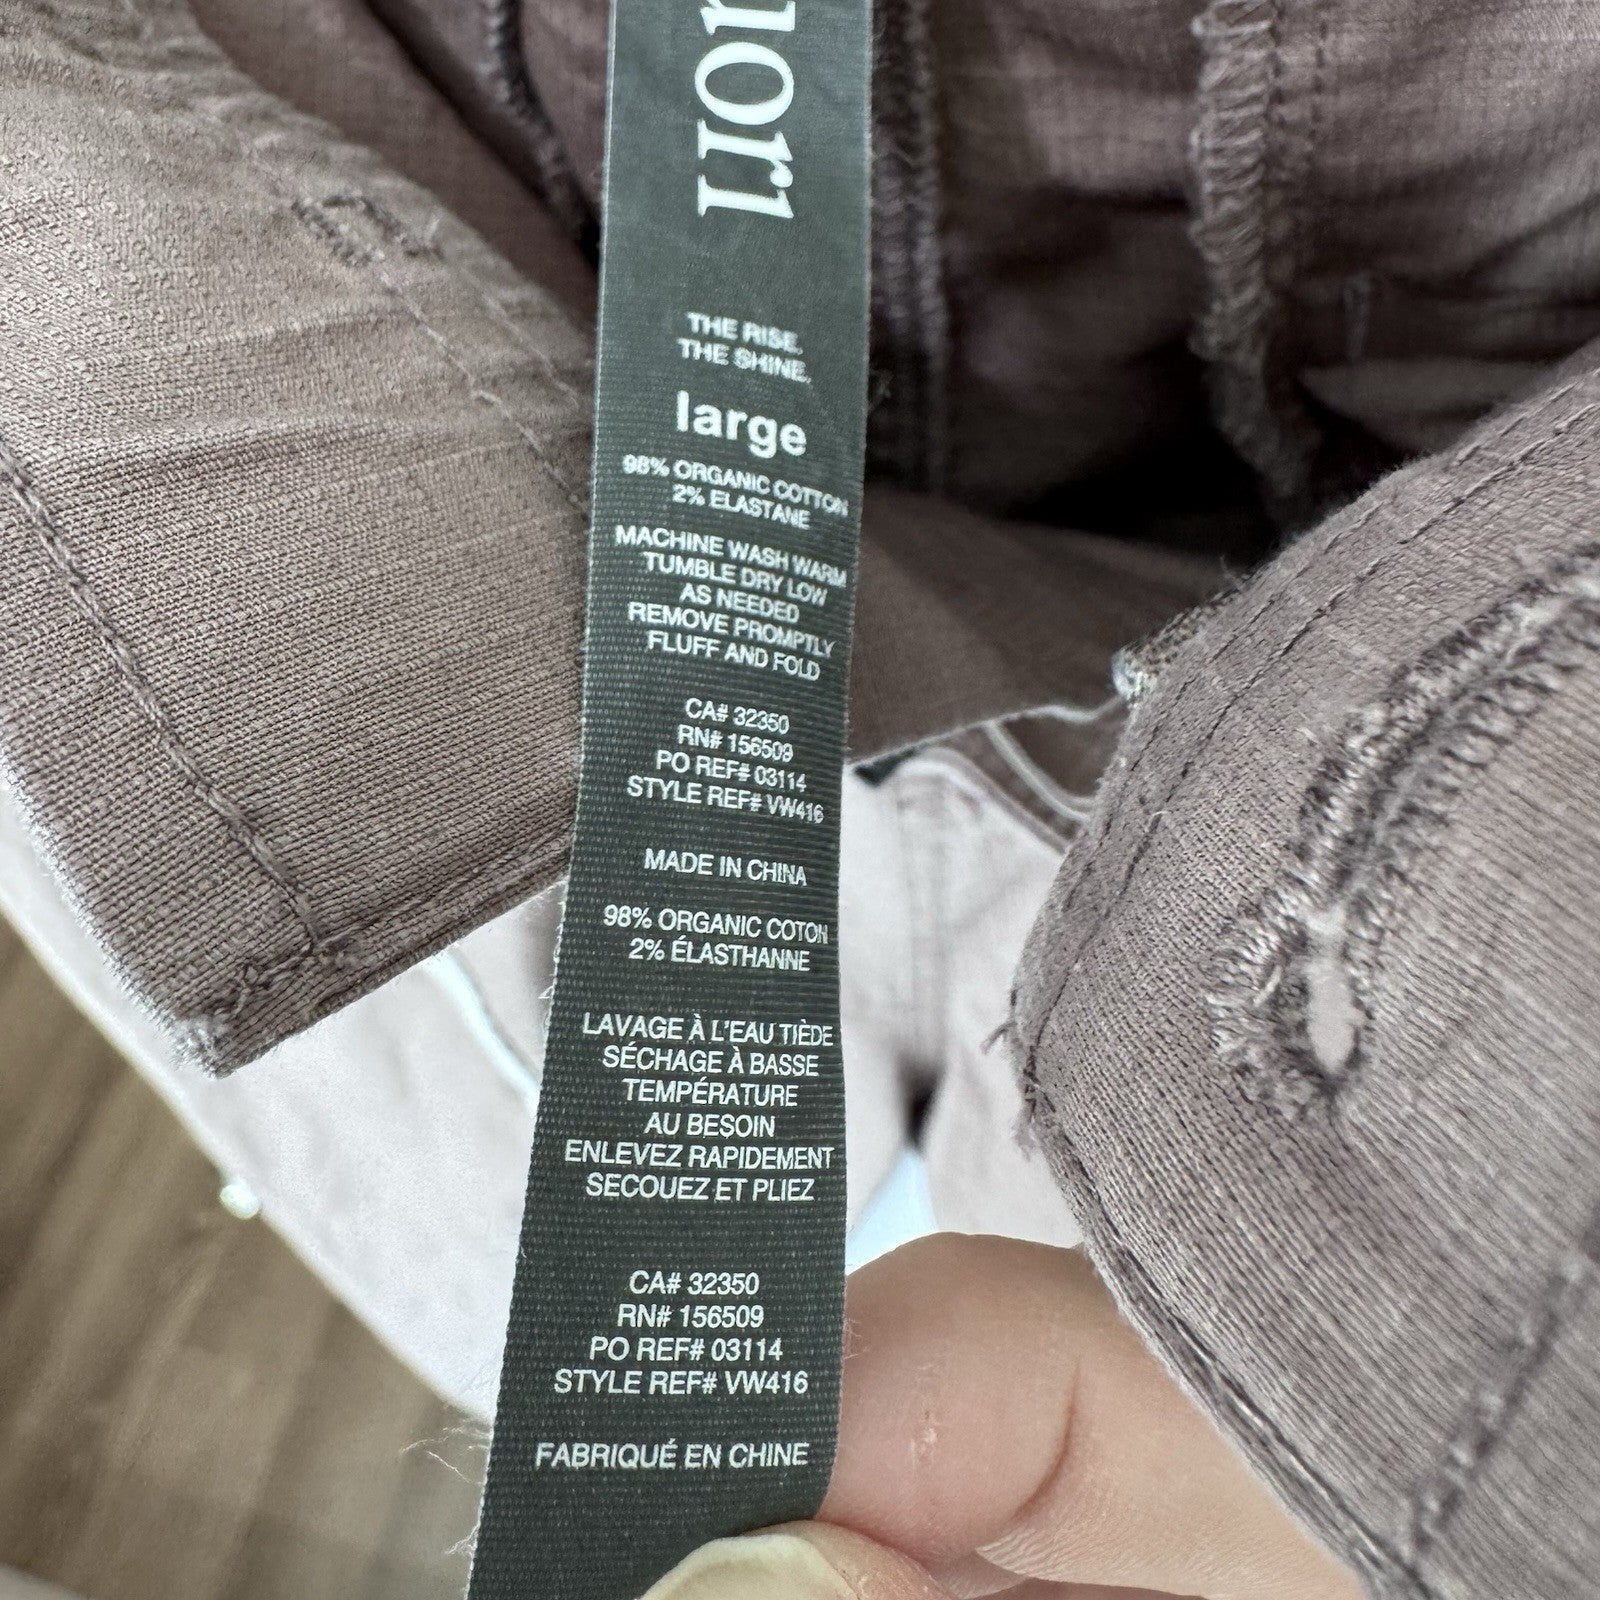 THE RISE.
THE SHINE.
large
98% ORGANIC COTTON
2% ELASTANE
MACHINE WASH WARM
TUMBLE DRY LOW
AS NEEDED
REMOVE PROMPTLY
FLUFF AND FOLD
CA# 32350
RN# 156509
PO REF# 03114
STYLE REF# VW416
MADE IN CHINA
98% ORGANIC COTON
2% ÉLASTHANNE
LAVAGE À L'EAU TIÈDE
SÉCHAGE À BASSE
TEMPÉRATURE
AU BESOIN
ENLEVEZ RAPIDEMENT
SECOUEZ ET PLIEZ
CA# 32350
RN# 156509
PO REF# 03114
STYLE REF# VW416
FABRIQUÉ EN CHINE